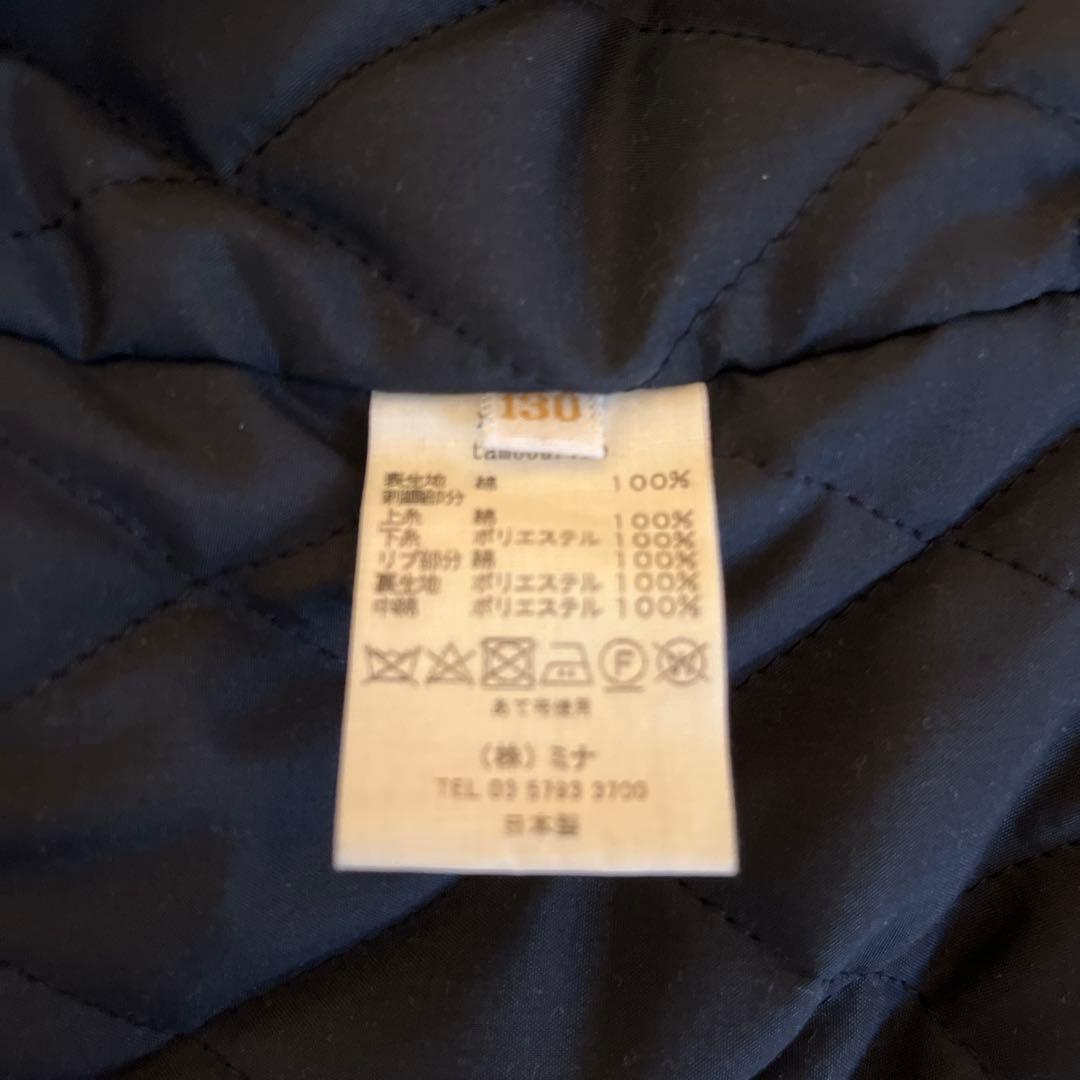 130
表生地 綿 100%
刺繍部分
上糸 綿 100%
下糸 ポリエステル 100%
リブ部分 綿 100%
裏生地 ポリエステル 100%
中綿 ポリエステル 100%
F
W
あて布使用
(株)ミナ
TEL 03 5793 3700
日本製